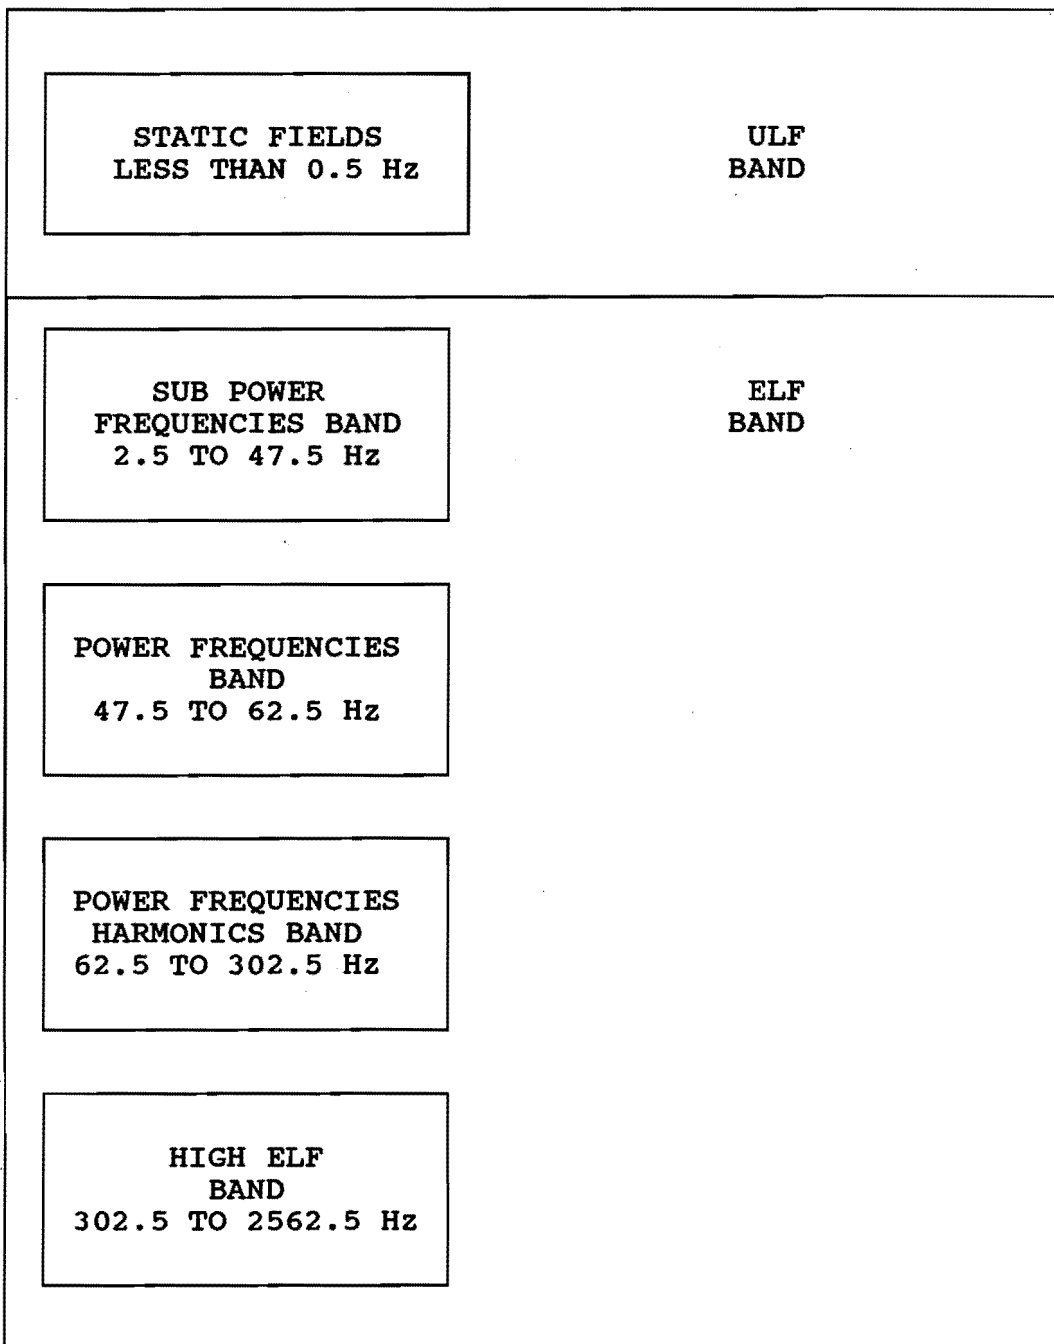 STATIC FIELDS
LESS THAN 0.5 Hz
ULF
BAND
SUB POWER
FREQUENCIES BAND
2.5 TO 47.5 Hz
ELF
BAND
POWER FREQUENCIES
BAND
47.5 TO 62.5 Hz
POWER FREQUENCIES
HARMONICS BAND
62.5 TO 302.5 Hz
HIGH ELF
BAND
302.5 TO 2562.5 Hz